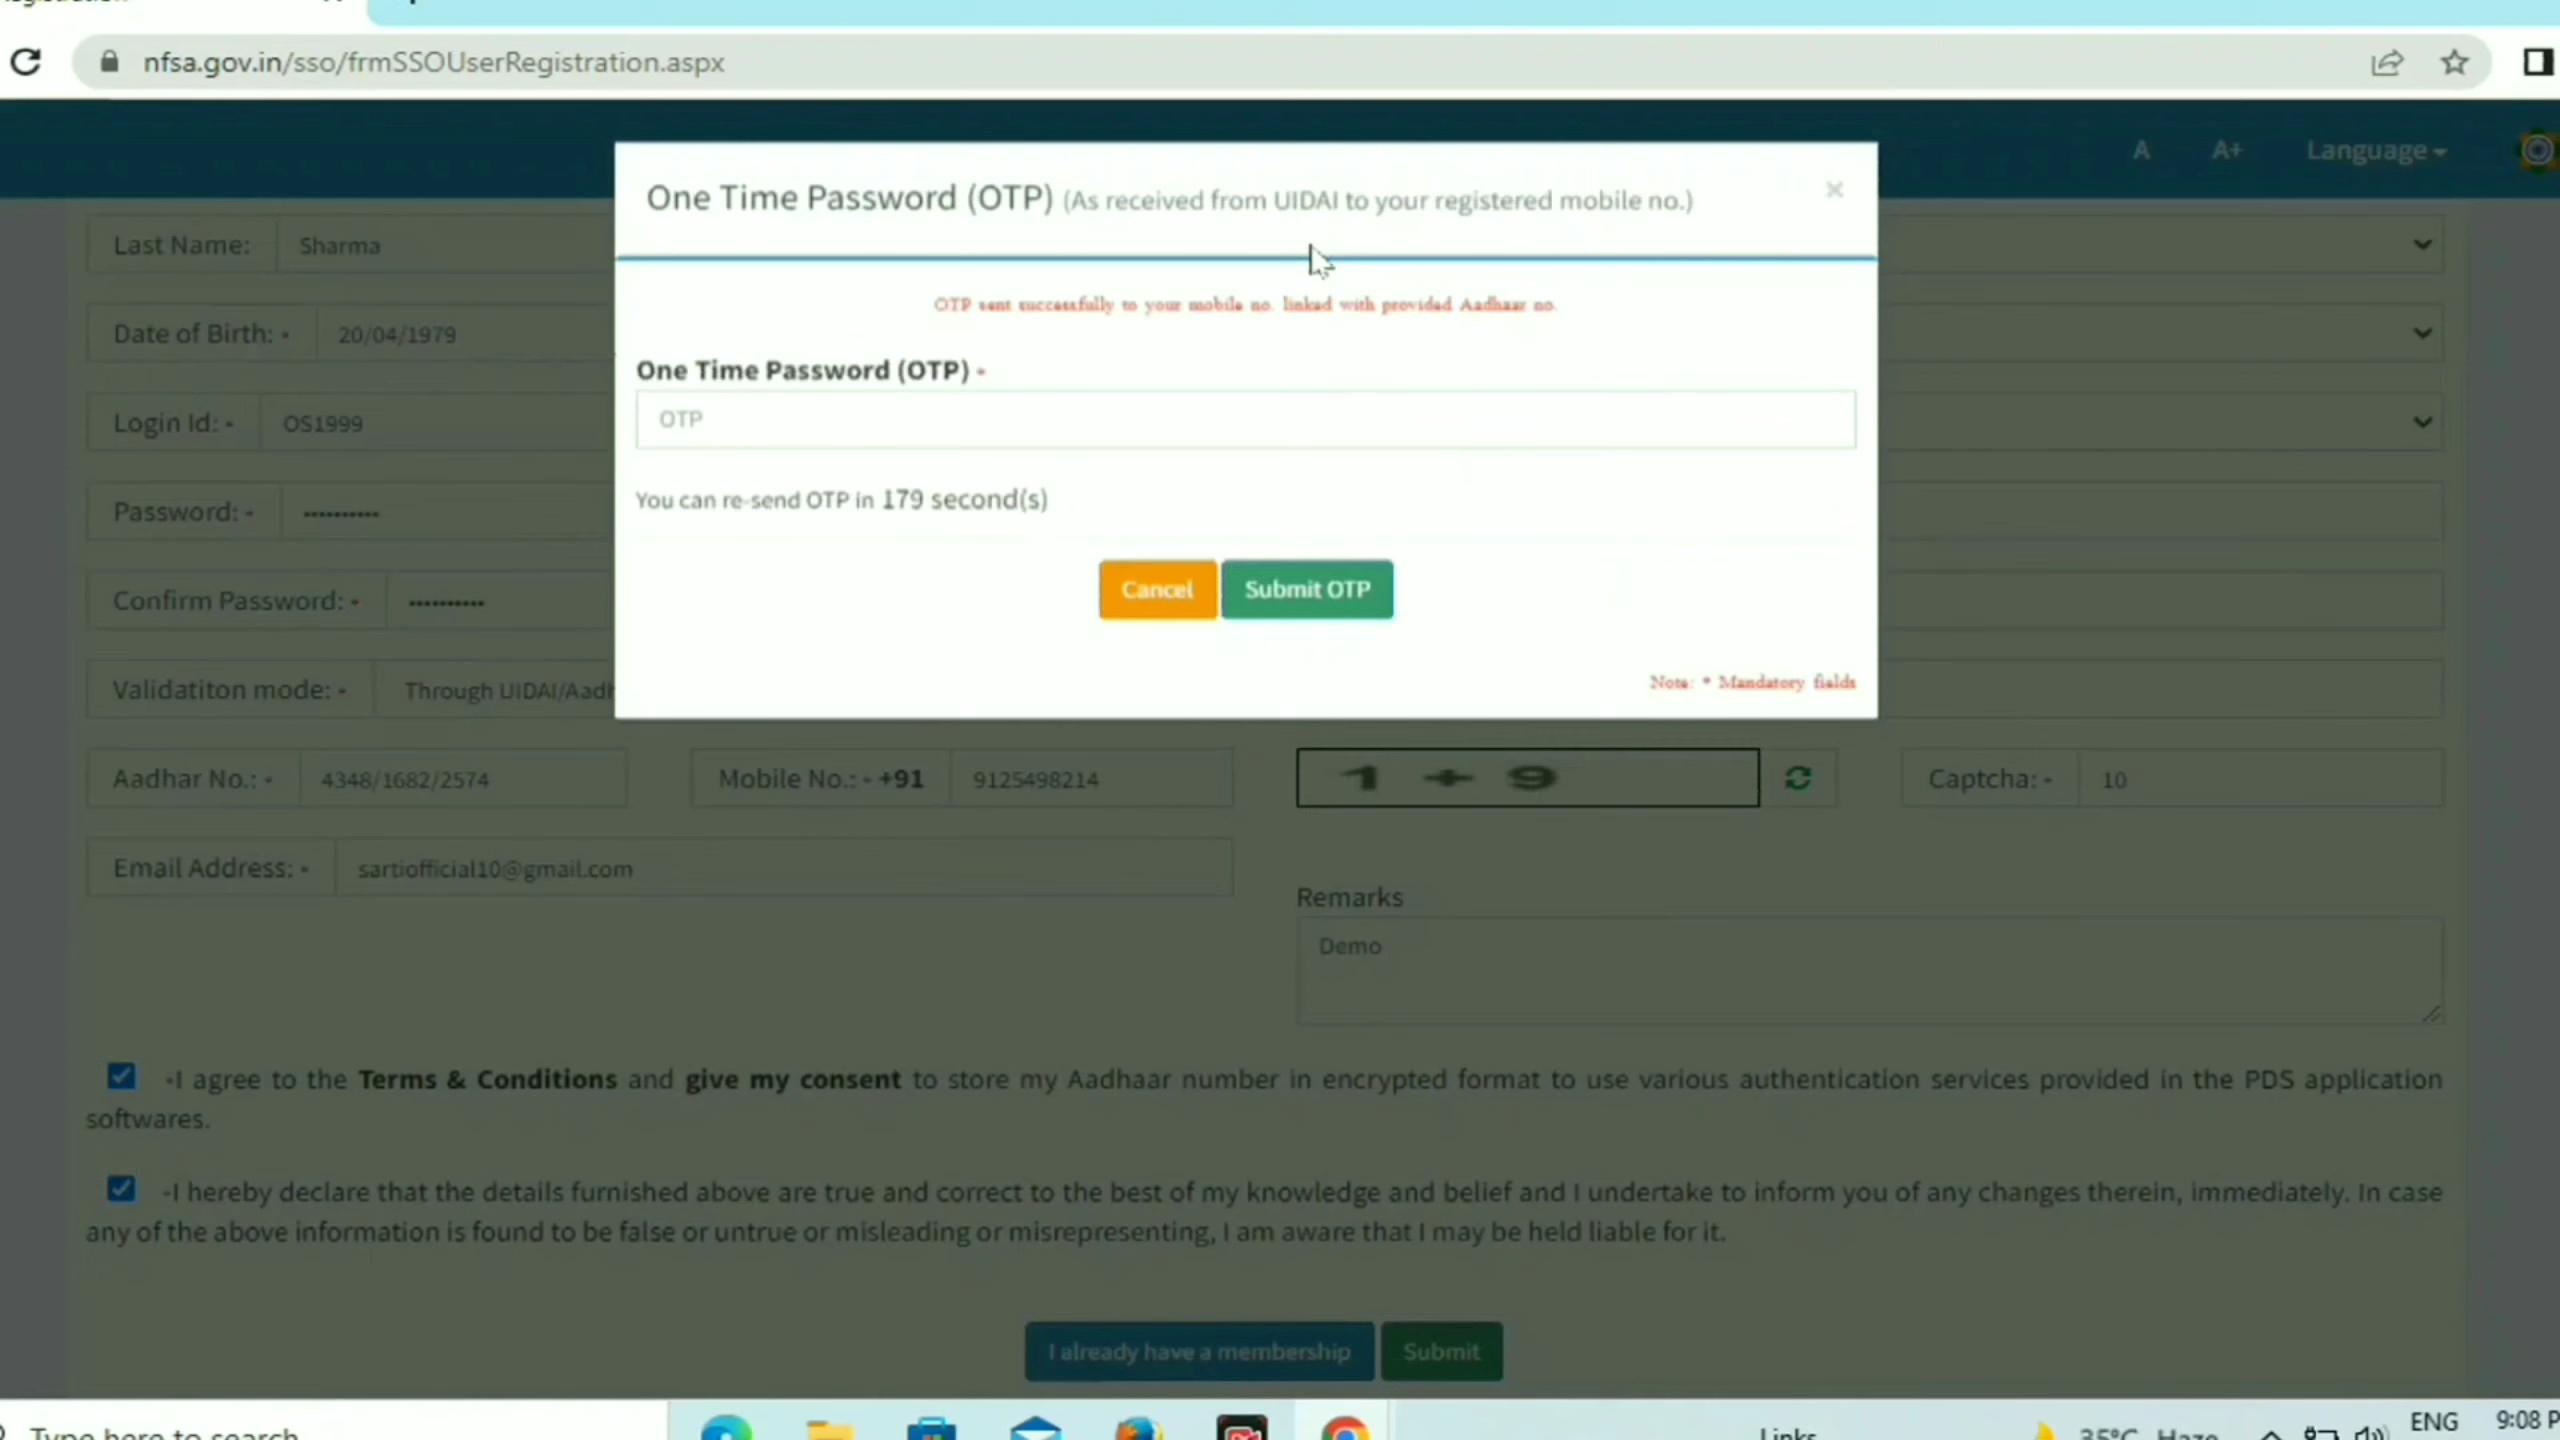 nfsa.gov.in/sso/frmSSOUserRegistration.aspx
A A+ Language
One Time Password (OTP) (As received from UIDAI to your registered mobile no.)
×
OTP sent successfully to your mobile no. linked with provided Aadhaar no.
One Time Password (OTP) *
OTP
You can re-send OTP in 179 second(s)
Cancel Submit OTP
Note: * Mandatory fields
Last Name: Sharma
Date of Birth: * 20/04/1979
Login Id: * OS1999
Password: * ••••••••••
Confirm Password: * ••••••••••
Validatiton mode: * Through UIDAI/Aadh
Aadhar No.: * 4348/1682/2574 Mobile No.: * +91 9125498214 1 + 9 Captcha: * 10
Email Address: * sartiofficial10@gmail.com
Remarks
Demo
-I agree to the Terms & Conditions and give my consent to store my Aadhaar number in encrypted format to use various authentication services provided in the PDS application
softwares.
-I hereby declare that the details furnished above are true and correct to the best of my knowledge and belief and I undertake to inform you of any changes therein, immediately. In case
any of the above information is found to be false or untrue or misleading or misrepresenting, I am aware that I may be held liable for it.
I already have a membership Submit
Type here to search Links 35°C Haze ENG 9:08 P